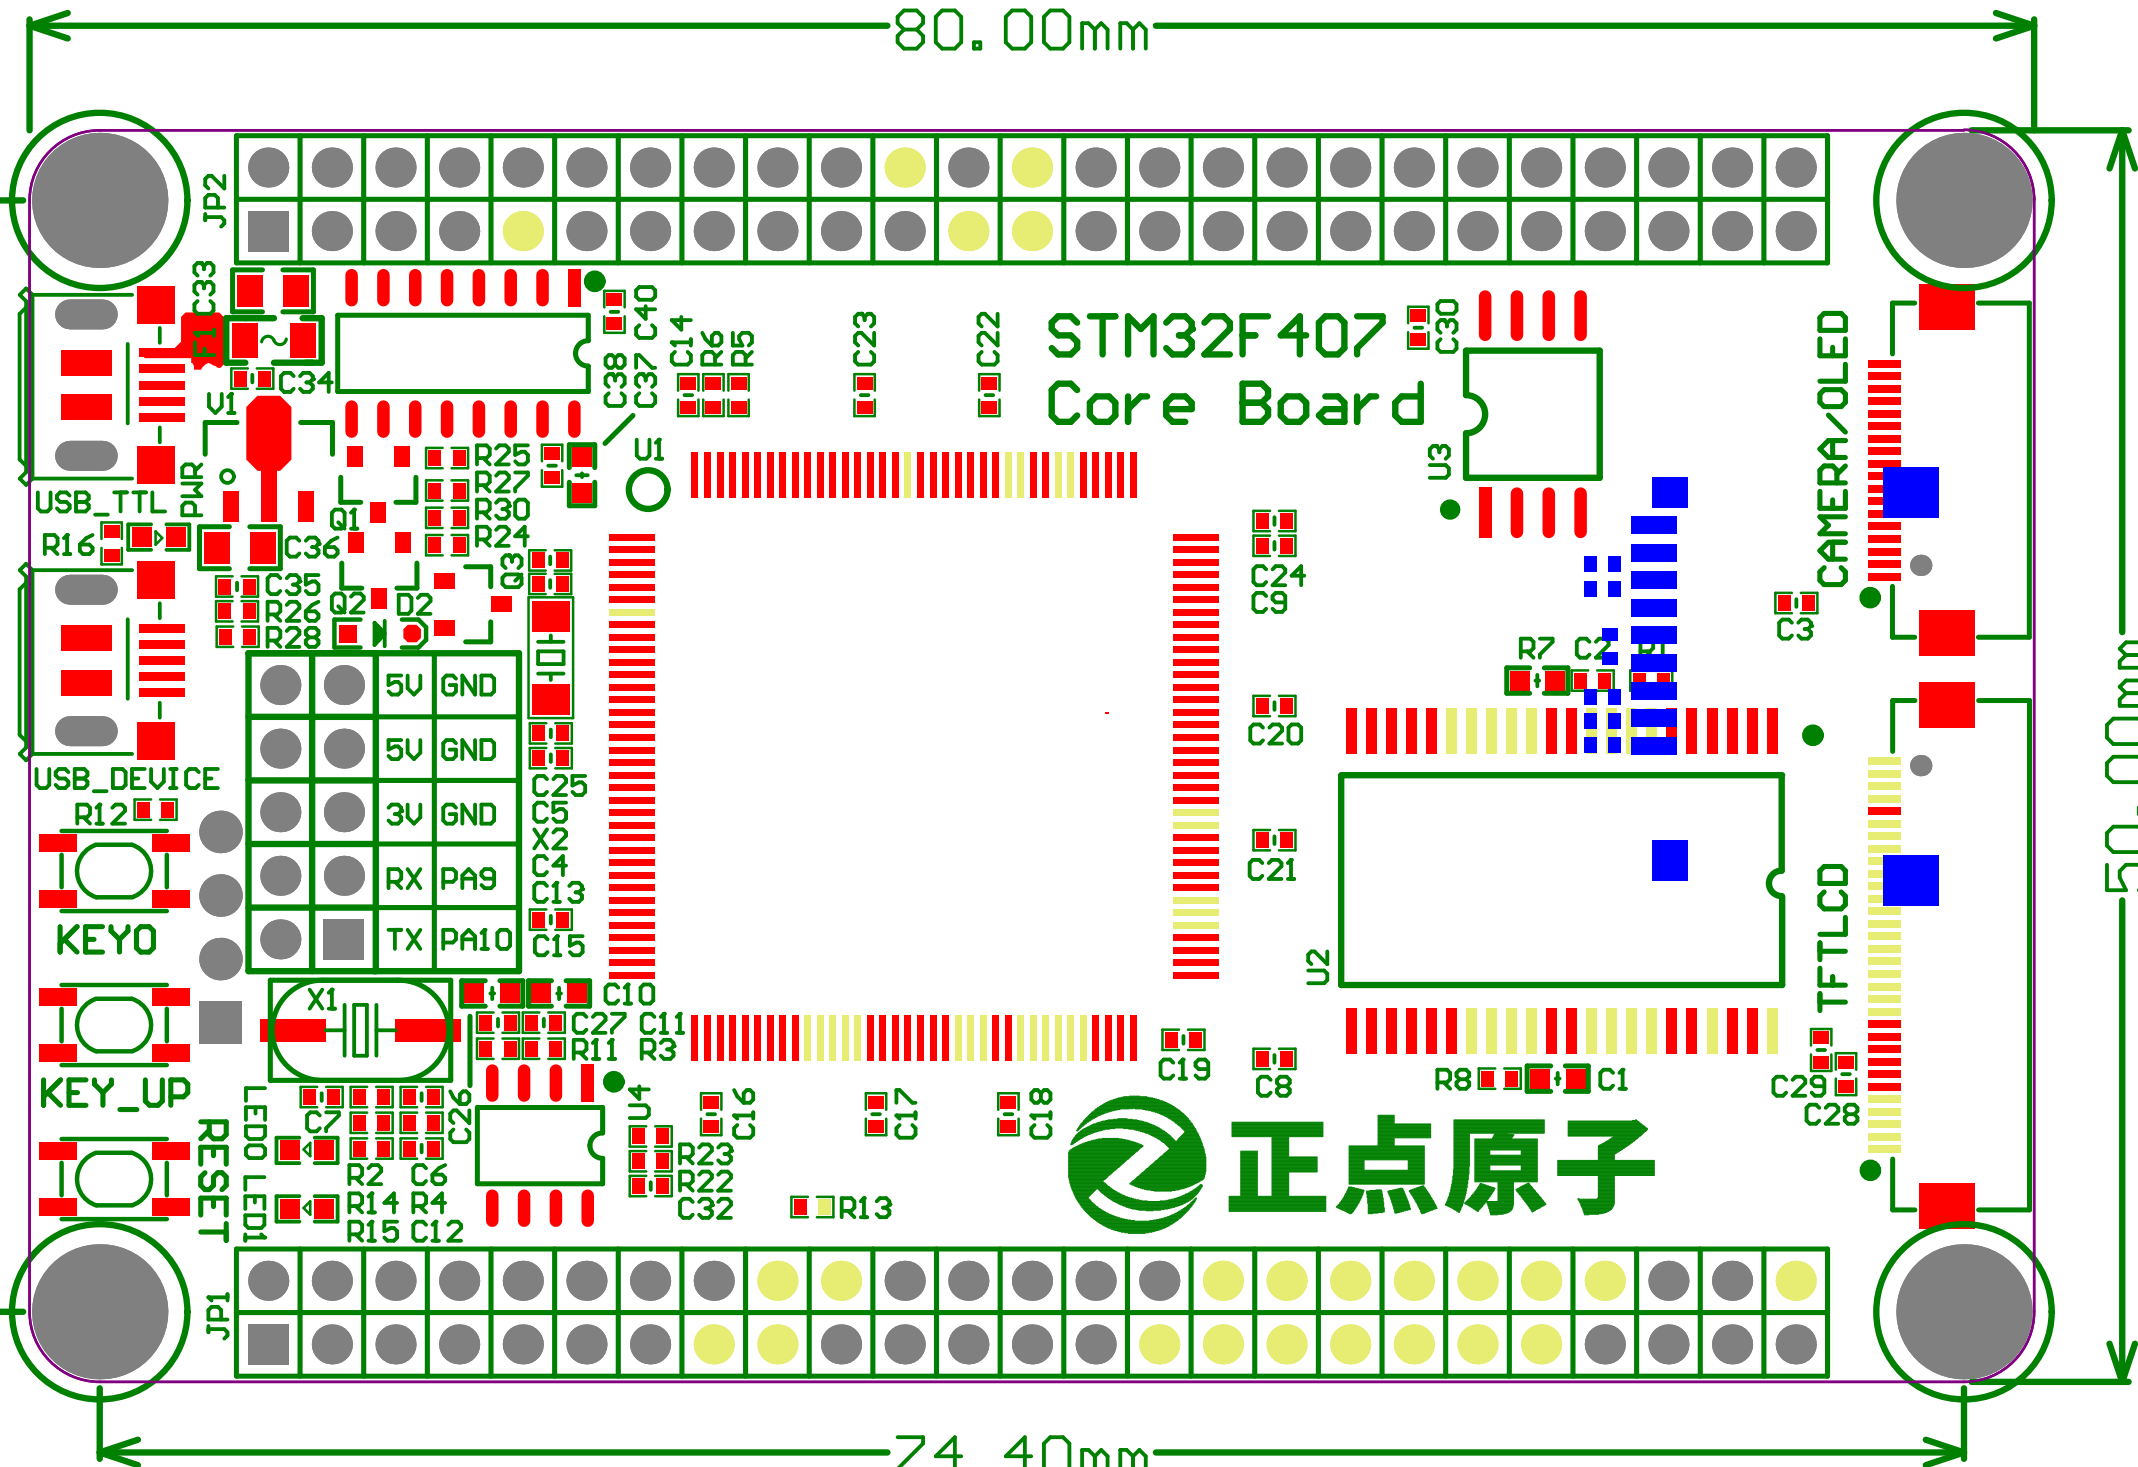 80.00mm
JP2
C33
F1
C34
V1
C40
C38
C37
C14
R6
R5
C23
C22
STM32F407
Core Board
C30
U3
U1
CAMERA/OLED
USB_TTL
PWR
R16
C36
Q1
R25
R27
R30
R24
Q3
C35
R26
R28
Q2
D2
C24
C9
C3
R7
C2
R1
50.00mm
5V GND
5V GND
3V GND
RX PA9
TX PA10
USB_DEVICE
R12
C25
C5
X2
C4
C13
C15
C20
C21
U2
TFTLCD
KEY0
X1
C10
C27
C11
R11
R3
C19
C8
R8
C1
C29
C28
KEY_UP
RESET
LED0
LED1
C7
C26
U4
R2
C6
R14
R4
R15
C12
R23
R22
C32
C16
C17
C18
R13
正点原子
JP1
74.40mm